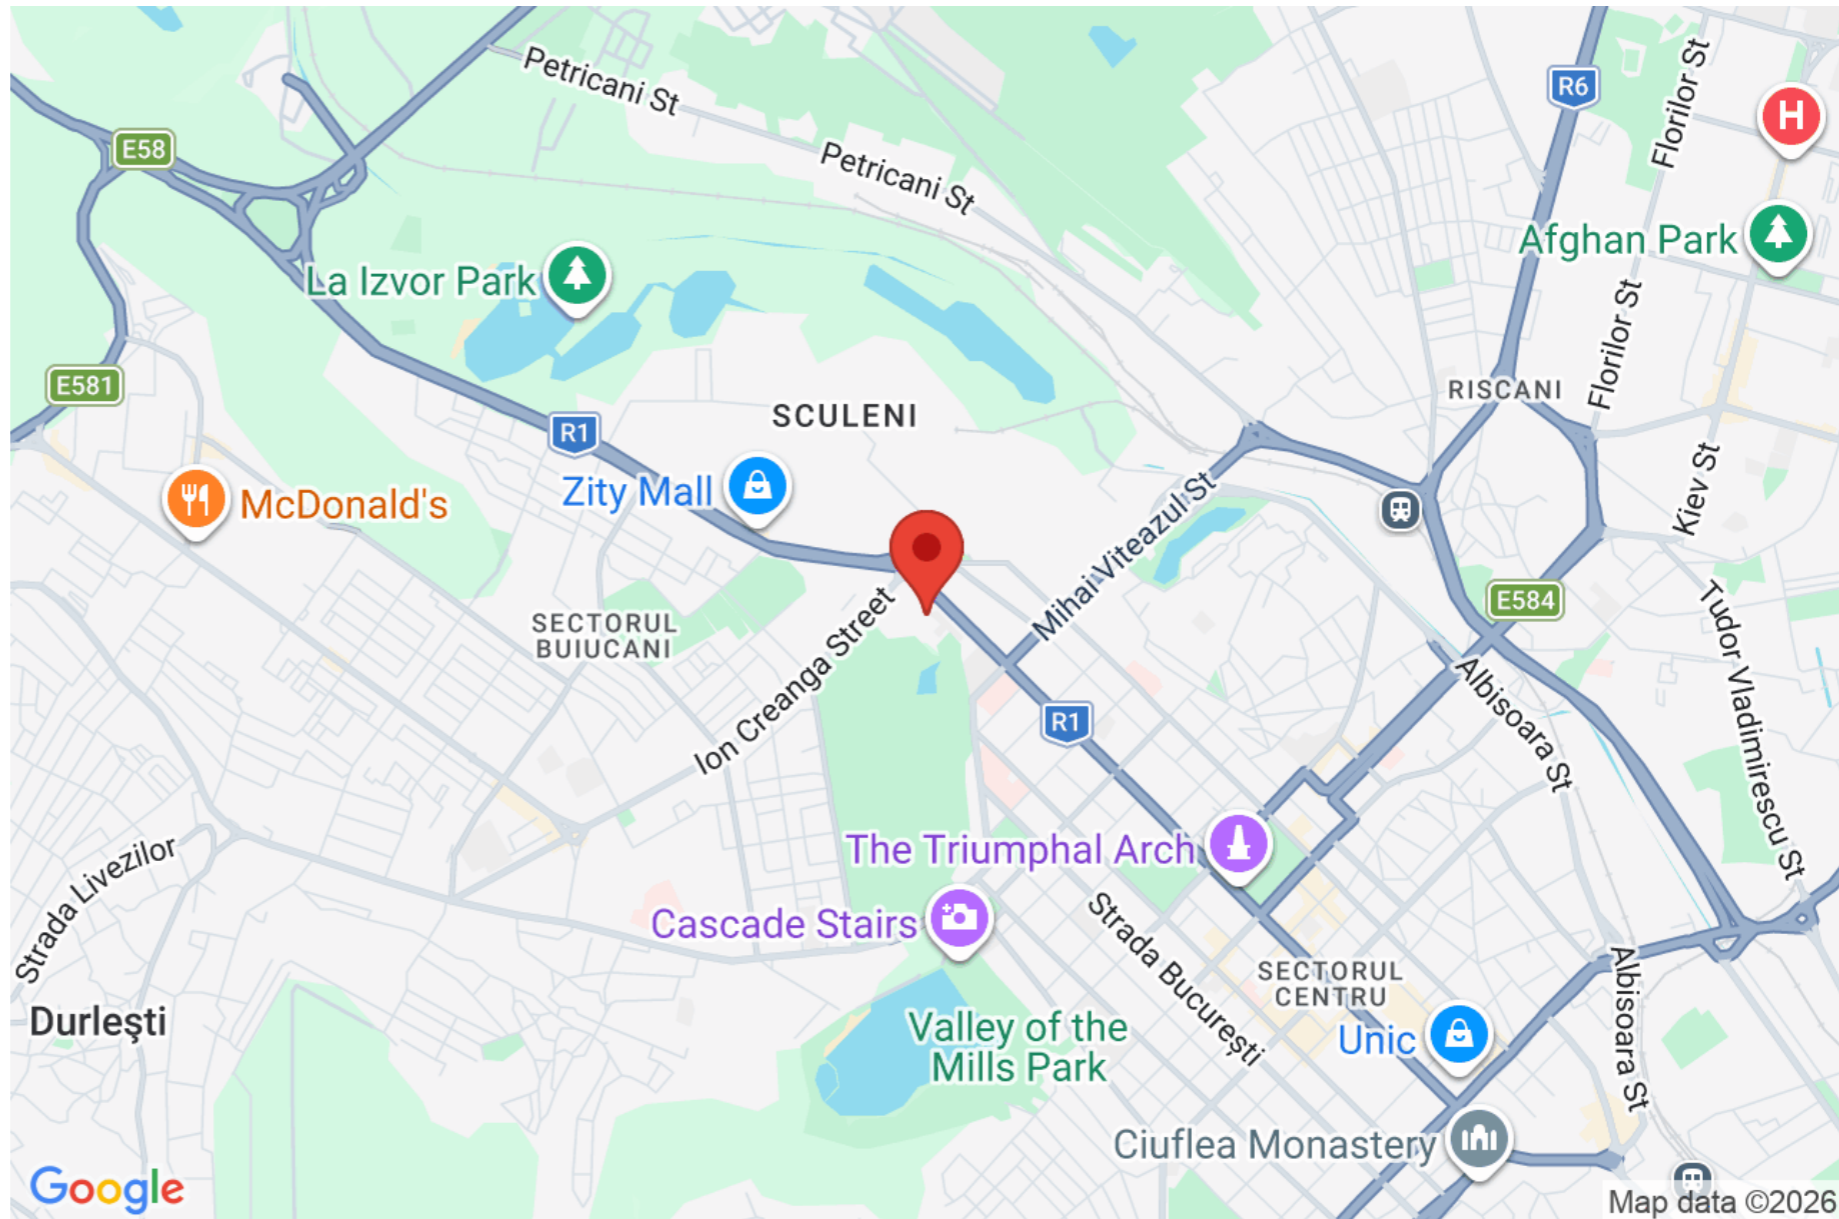 Petricani St
Petricani St
R6
Florilor St
H
E58
Afghan Park
La Izvor Park
Florilor St
E581
R1
SCULENI
RISCANI
Zity Mall
McDonald's
Mihai Viteazul St
Kiev St
E584
SECTORUL
BUIUCANI
Ion Creanga Street
Tudor Vladimirescu St
Albisoara St
R1
The Triumphal Arch
Strada Livezilor
Cascade Stairs
Strada București
SECTORUL
CENTRU
Albisoara St
Durleşti
Valley of the
Mills Park
Unic
Ciuflea Monastery
Google
Map data ©2026